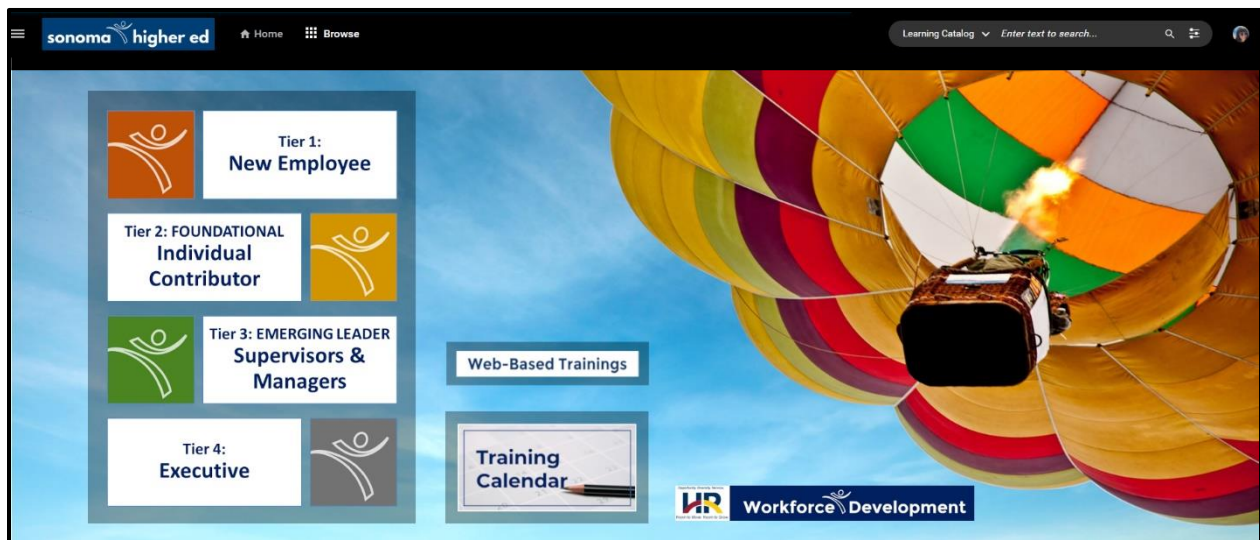 sonoma higher ed
Home
Browse
Learning Catalog
Enter text to search...
Tier 1:
New Employee
Tier 2: FOUNDATIONAL
Individual
Contributor
Tier 3: EMERGING LEADER
Supervisors &
Managers
Tier 4:
Executive
Web-Based Trainings
Training
Calendar
HR
Workforce Development